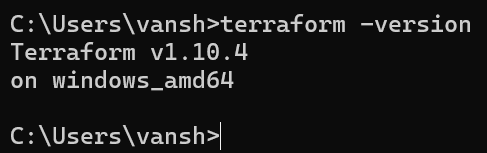 C:\Users\vansh>terraform -version
Terraform v1.10.4
on windows_amd64
C:\Users\vansh>